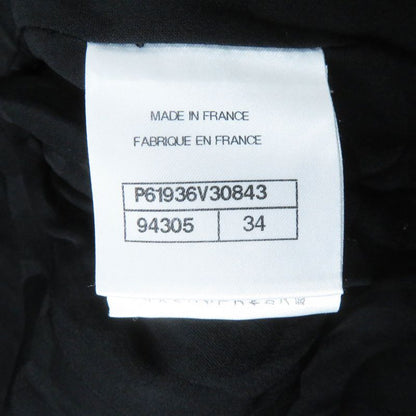 MADE IN FRANCE
FABRIQUE EN FRANCE
P61936V30843
94305 34